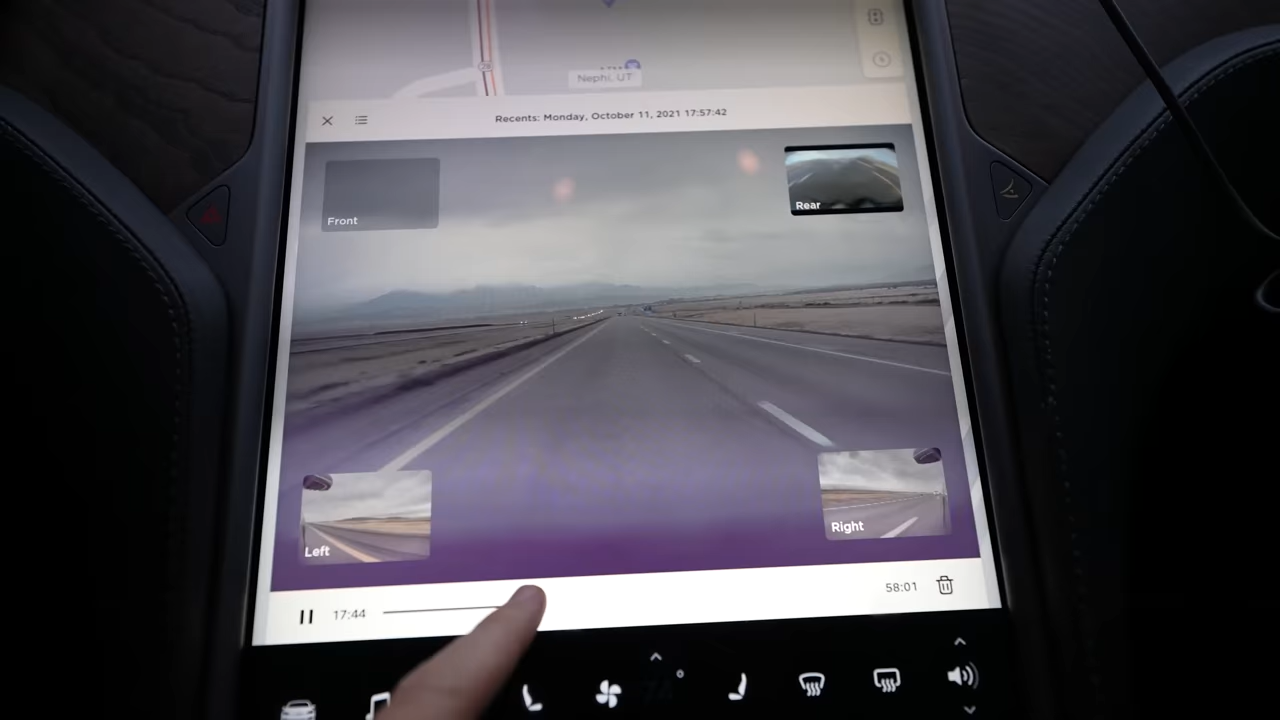 Nephi, UT
Recents: Monday, October 11, 2021 17:57:42
Front
Rear
Left
Right
17:44
58:01